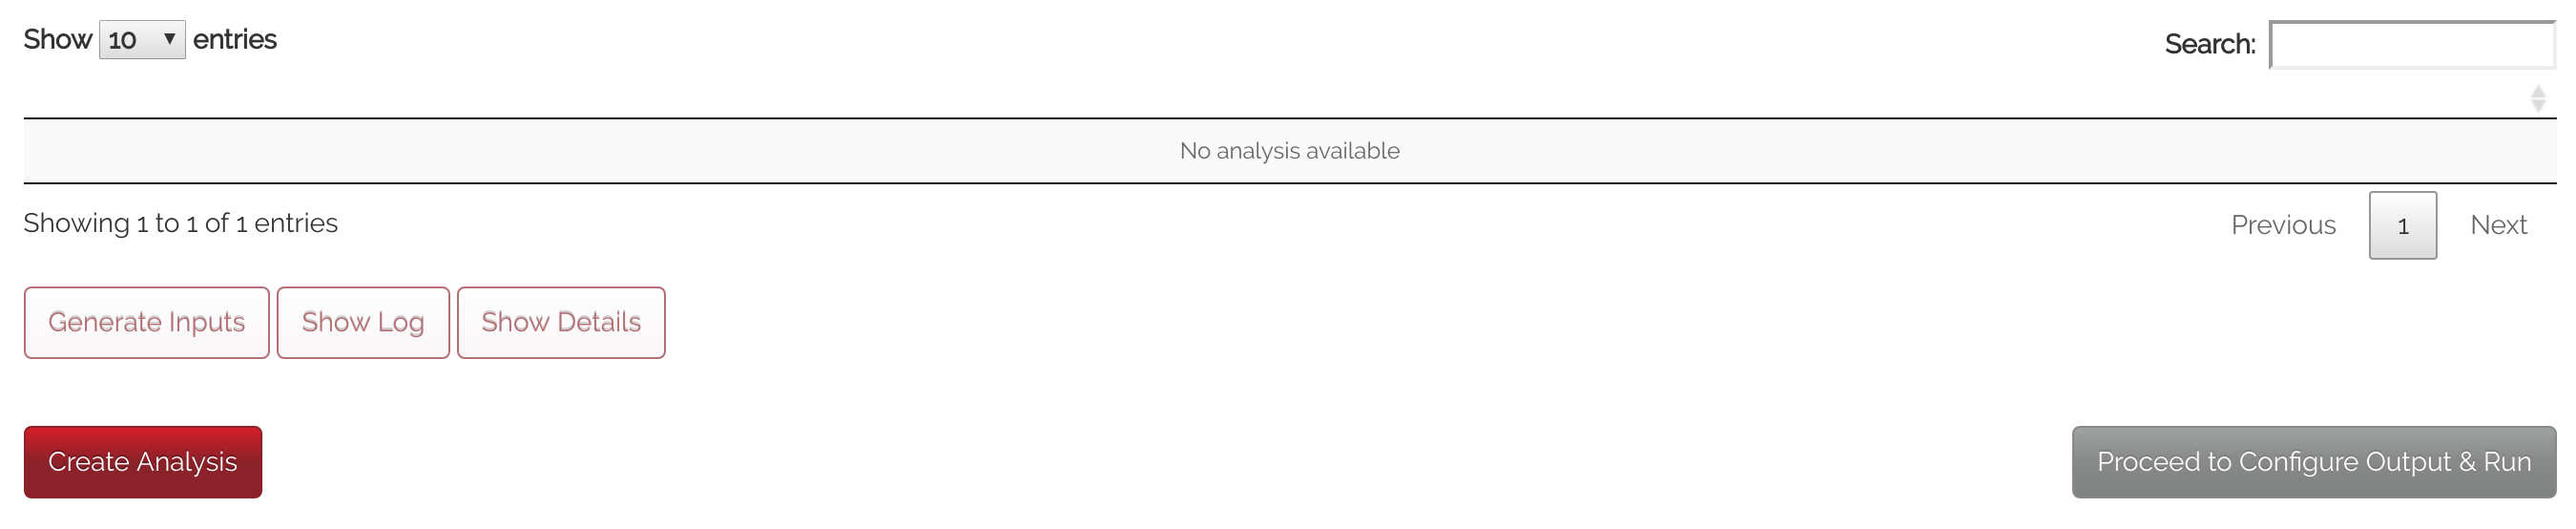 Show 10 entries
Search:
No analysis available
Showing 1 to 1 of 1 entries
Previous 1 Next
Generate Inputs Show Log Show Details
Create Analysis
Proceed to Configure Output & Run